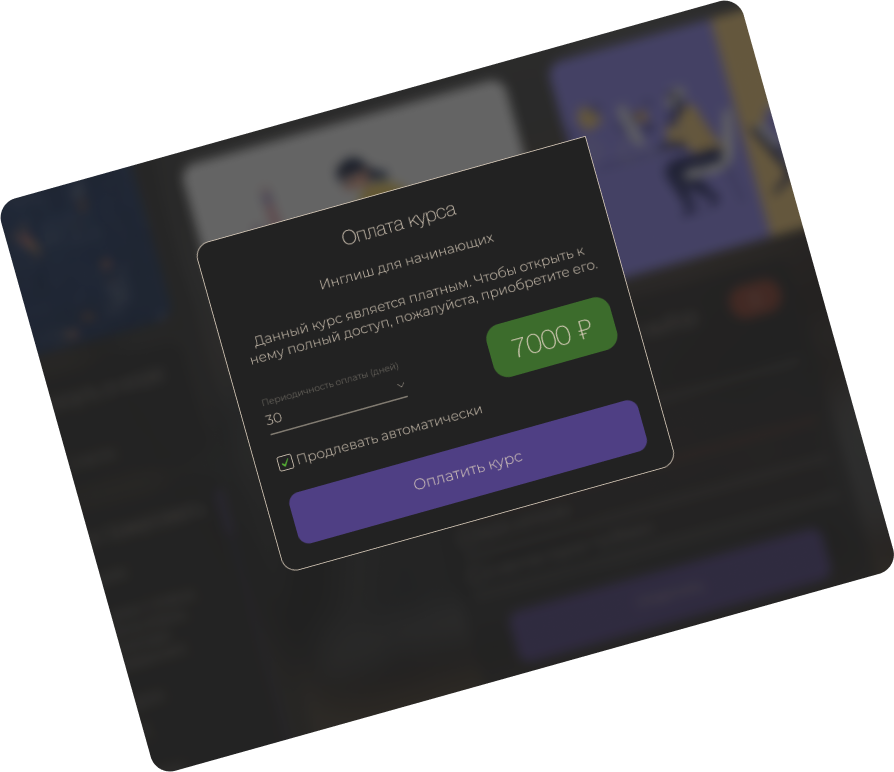 Оплата курса
Инглиш для начинающих
Данный курс является платным. Чтобы открыть к
нему полный доступ, пожалуйста, приобретите его.
7000 ₽
Периодичность оплаты (дней)
30
Продлевать автоматически
Оплатить курс